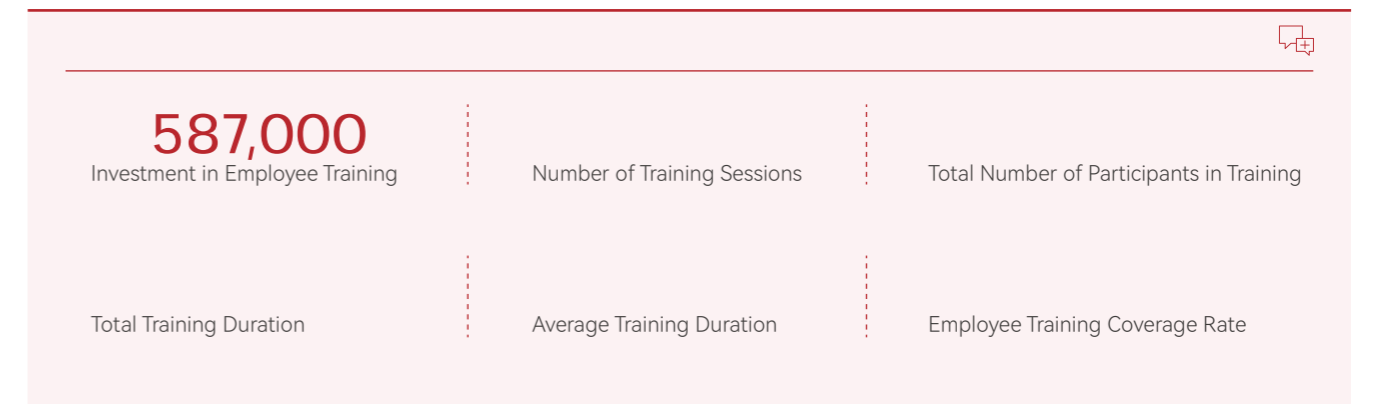 587,000
Investment in Employee Training
Number of Training Sessions
Total Number of Participants in Training
Total Training Duration
Average Training Duration
Employee Training Coverage Rate